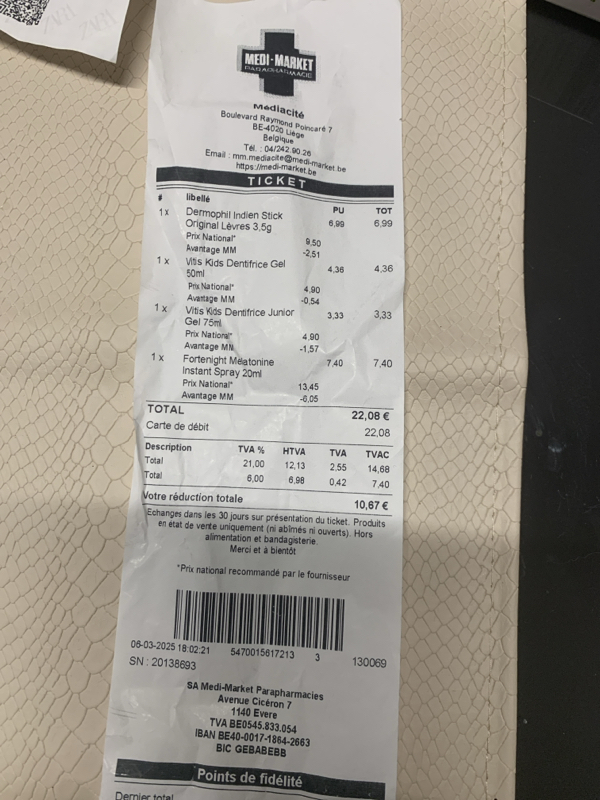 MEDI-MARKET
PARAPHARMACIE
Médiacité
Boulevard Raymond Poincaré 7
BE-4020 Liège
Belgique
Tél. : 04/242.90.26
Email : mm.mediacite@medi-market.be
https://medi-market.be
TICKET
# libellé PU TOT
1 x Dermophil Indien Stick
Original Lèvres 3,5g 6,99 6,99
Prix National* 9,50
Avantage MM -2,51
1 x Vitis Kids Dentifrice Gel
50ml 4,36 4,36
Prix National* 4,90
Avantage MM -0,54
1 x Vitis Kids Dentifrice Junior
Gel 75ml 3,33 3,33
Prix National* 4,90
Avantage MM -1,57
1 x Fortenight Mélatonine
Instant Spray 20ml 7,40 7,40
Prix National* 13,45
Avantage MM -6,05
TOTAL 22,08 €
Carte de débit 22,08
Description TVA % HTVA TVA TVAC
Total 21,00 12,13 2,55 14,68
Total 6,00 6,98 0,42 7,40
Votre réduction totale 10,67 €
Echanges dans les 30 jours sur présentation du ticket. Produits
en état de vente uniquement (ni abîmés ni ouverts). Hors
alimentation et bandagisterie.
Merci et à bientôt
*Prix national recommandé par le fournisseur
06-03-2025 18:02:21 5470015617213 3 130069
SN : 20138693
SA Medi-Market Parapharmacies
Avenue Cicéron 7
1140 Evere
TVA BE0545.833.054
IBAN BE40-0017-1864-2663
BIC GEBABEBB
Points de fidélité
Dernier total